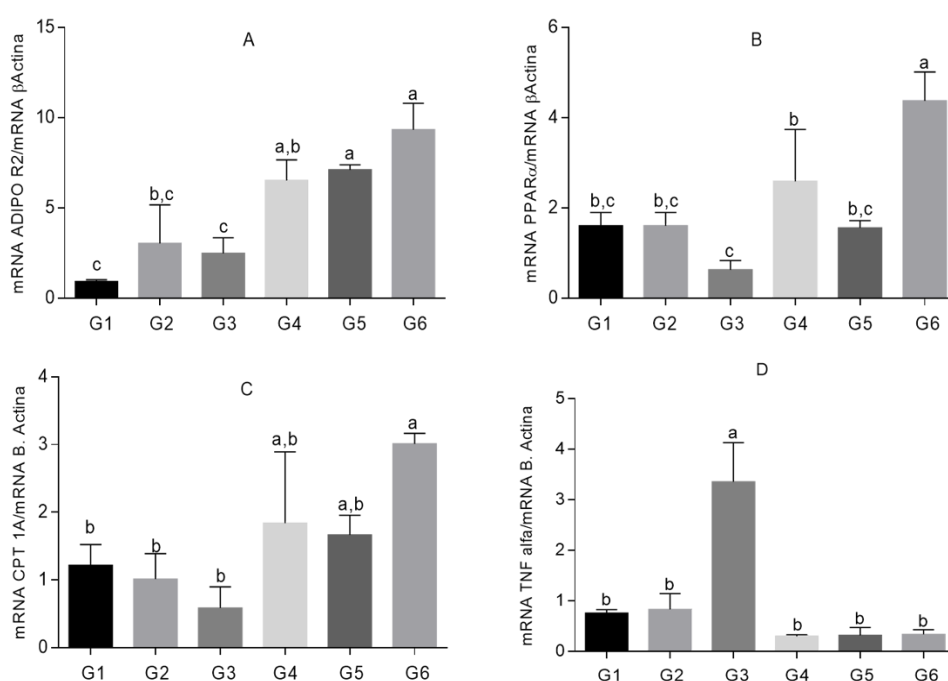 A
mRNA ADIPO R2/mRNA βActina
15
10
5
0
c
b,c
c
a,b
a
a
G1 G2 G3 G4 G5 G6
B
mRNA PPARα/mRNA βActina
6
4
2
0
b,c
b,c
c
b
b,c
a
G1 G2 G3 G4 G5 G6
C
mRNA CPT 1A/mRNA B. Actina
4
3
2
1
0
b
b
b
a,b
a,b
a
G1 G2 G3 G4 G5 G6
D
mRNA TNF alfa/mRNA B. Actina
5
4
3
2
1
0
b
b
a
b
b
b
G1 G2 G3 G4 G5 G6